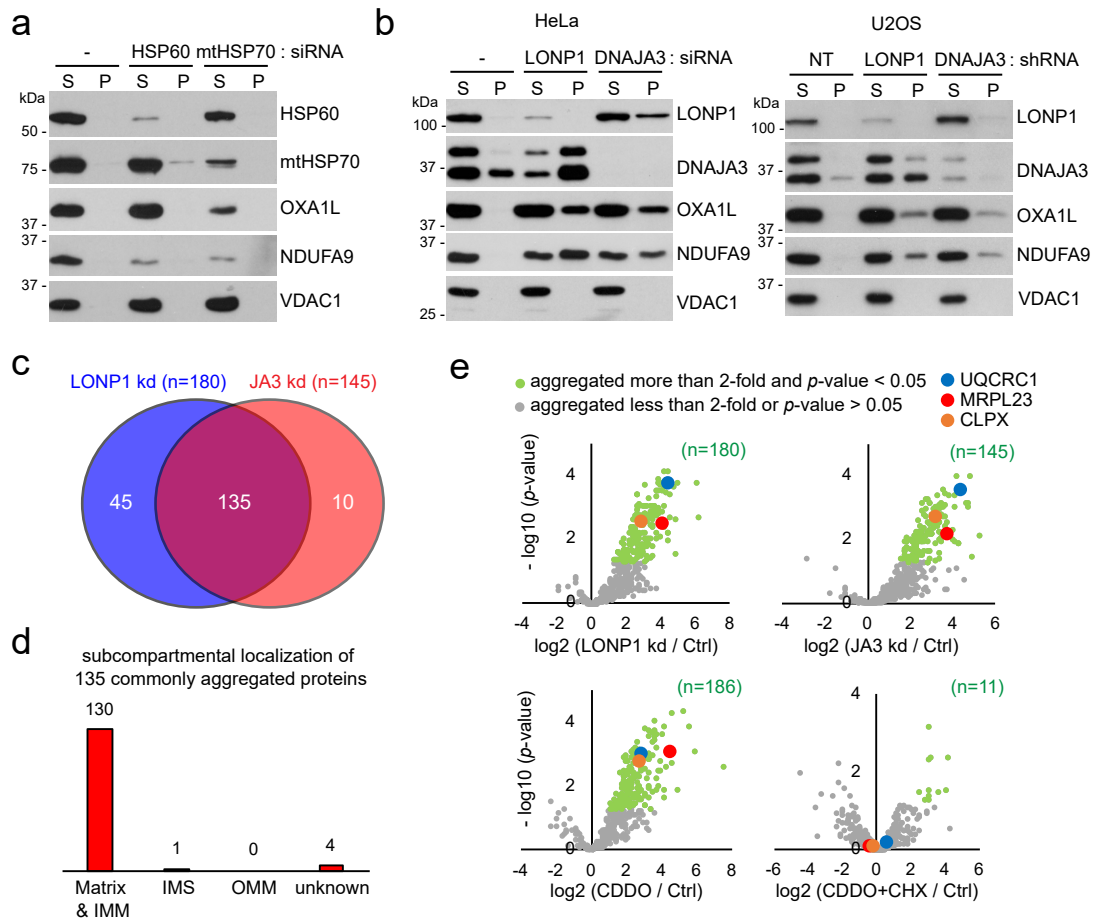 a
- HSP60 mtHSP70 : siRNA
S P S P S P
kDa
HSP60
50 -
mtHSP70
75 -
OXA1L
37 -
37 -
NDUFA9
37 -
VDAC1
b
HeLa
- LONP1 DNAJA3 : siRNA
S P S P S P
kDa
LONP1
100 -
37 -
DNAJA3
OXA1L
37 -
37 -
NDUFA9
VDAC1
25 -
U2OS
NT LONP1 DNAJA3 : shRNA
S P S P S P
kDa
LONP1
100 -
37 -
DNAJA3
OXA1L
37 -
37 -
NDUFA9
37 -
VDAC1
c
LONP1 kd (n=180) JA3 kd (n=145)
45 135 10
d
subcompartmental localization of
135 commonly aggregated proteins
130
1 0 4
Matrix IMS OMM unknown
& IMM
e
aggregated more than 2-fold and p-value < 0.05
aggregated less than 2-fold or p-value > 0.05
UQCRC1
MRPL23
CLPX
- log10 (p-value)
(n=180)
4
2
0
-4 -2 0 2 4 6 8
log2 (LONP1 kd / Ctrl)
(n=145)
4
2
0
-4 -2 0 2 4 6
log2 (JA3 kd / Ctrl)
- log10 (p-value)
(n=186)
4
2
0
-4 -2 0 2 4 6 8
log2 (CDDO / Ctrl)
(n=11)
4
2
0
-6 -4 -2 0 2 4 6
log2 (CDDO+CHX / Ctrl)